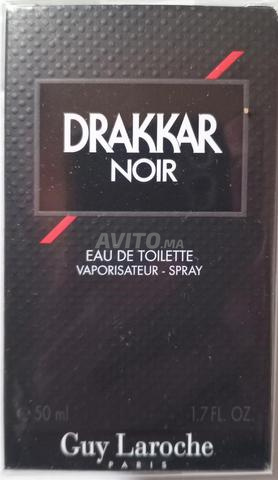 DRAKKAR
NOIR
AVITO.ma
EAU DE TOILETTE
VAPORISATEUR - SPRAY
℮ 50 ml 1.7 FL. OZ.
Guy Laroche
PARIS